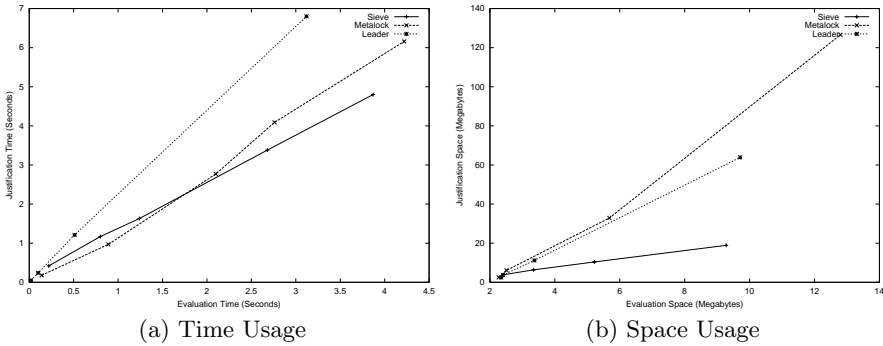 7
6
5
4
3
2
1
0
0 0.5 1 1.5 2 2.5 3 3.5 4 4.5
Justification Time (Seconds)
Evaluation Time (Seconds)
Sieve
Metalock
Leader
(a) Time Usage
140
120
100
80
60
40
20
0
2 4 6 8 10 12 14
Justification Space (Megabytes)
Evaluation Space (Megabytes)
Sieve
Metalock
Leader
(b) Space Usage